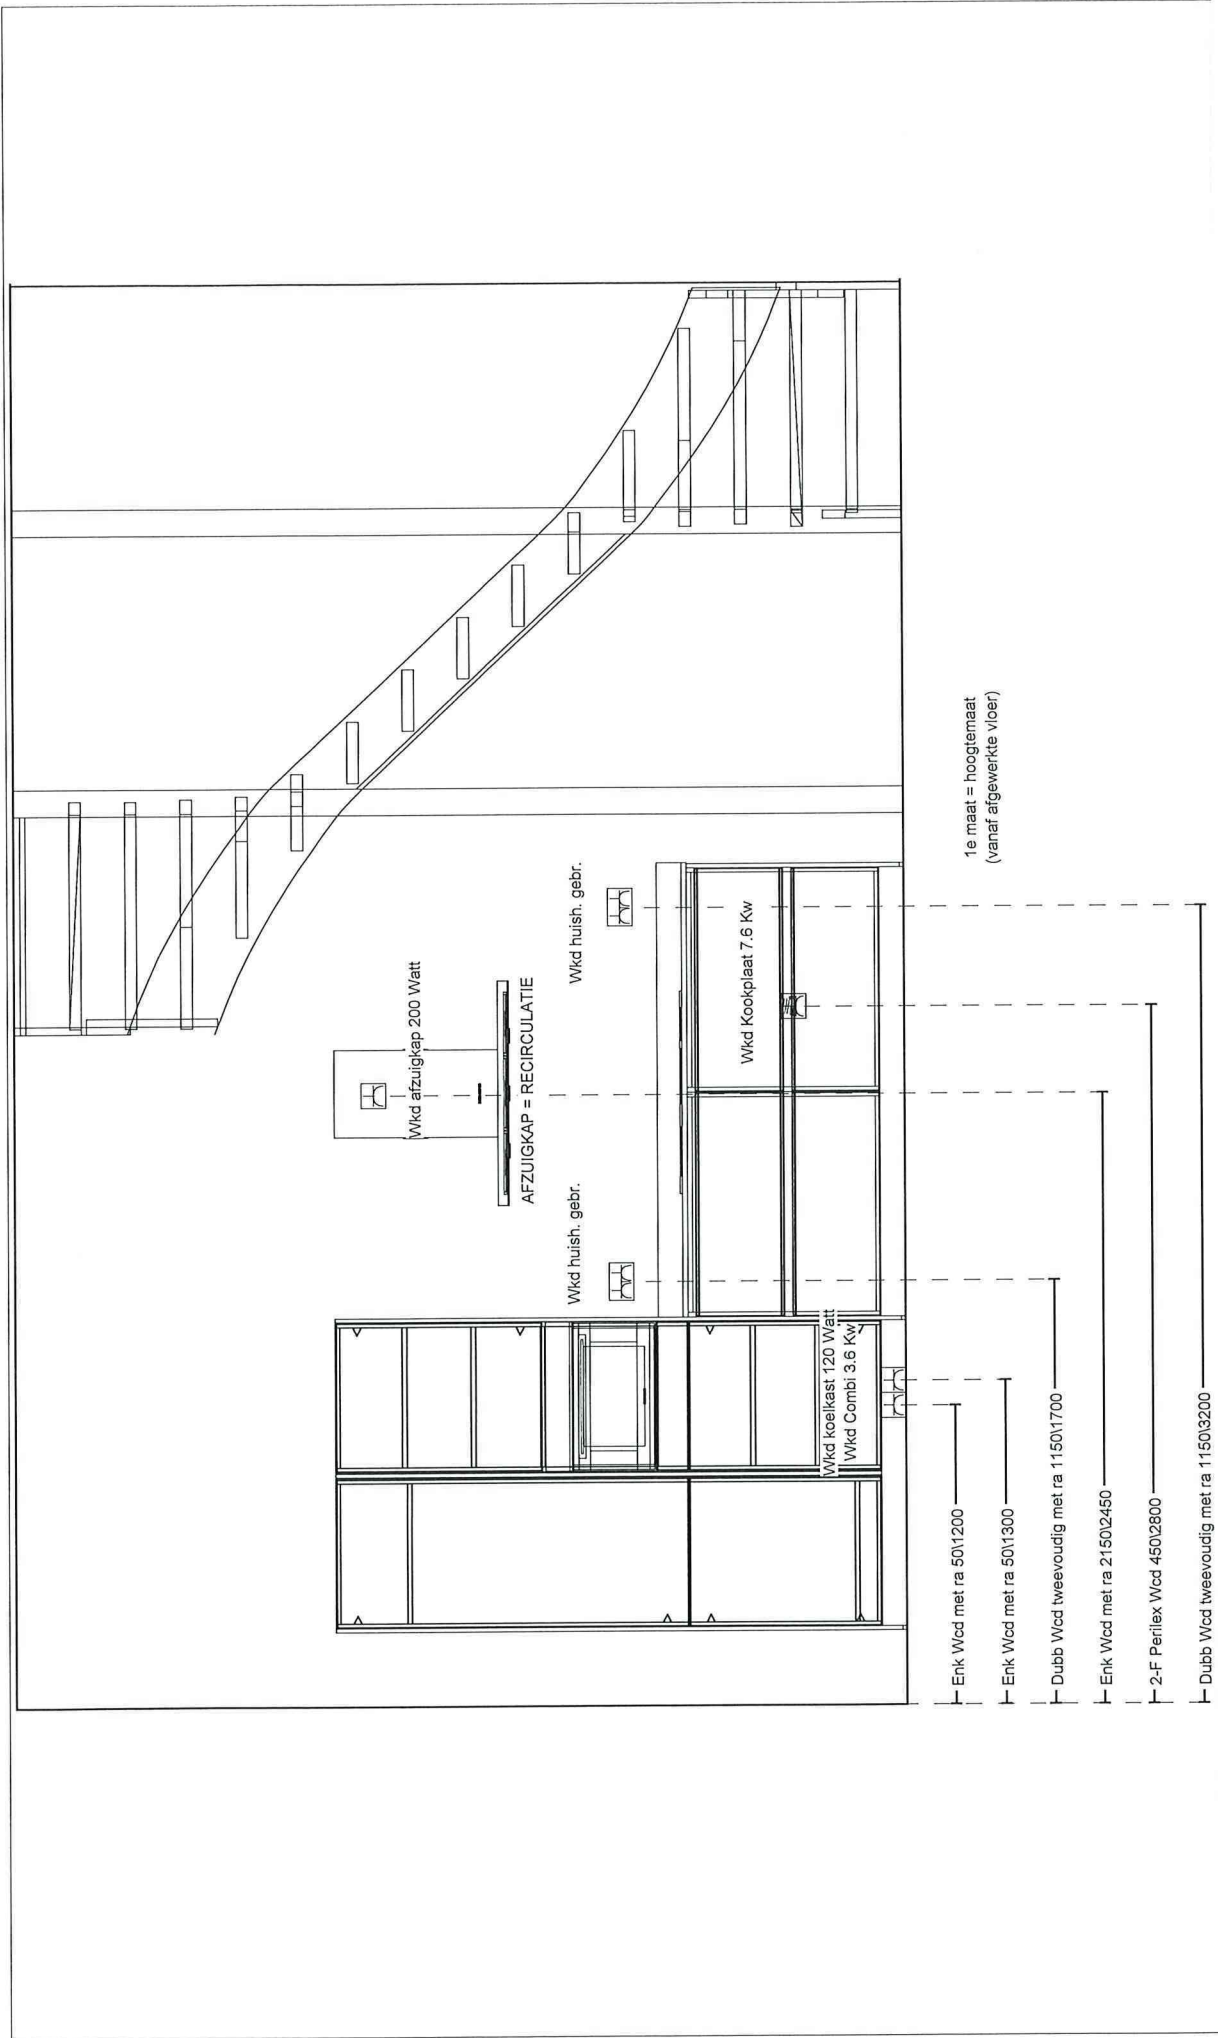 Wkd afzuigkap 200 Watt
AFZUIGKAP = RECIRCULATIE
Wkd huish. gebr.
Wkd huish. gebr.
Wkd Kookplaat 7.6 Kw
Wkd koelkast 120 Watt
Wkd Combi 3.6 Kw
Enk Wcd met ra 50\1200
Enk Wcd met ra 50\1300
Dubb Wcd tweevoudig met ra 1150\1700
Enk Wcd met ra 2150\2450
2-F Perilex Wcd 450\2800
Dubb Wcd tweevoudig met ra 1150\3200
1e maat = hoogtemaat
(vanaf afgewerkte vloer)